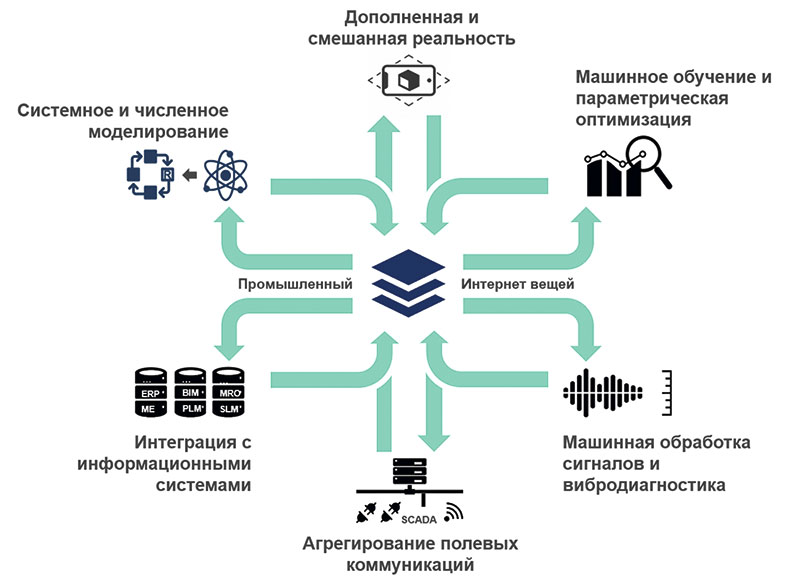 Дополненная и
смешанная реальность
Системное и численное
моделирование
R
Машинное обучение и
параметрическая
оптимизация
Промышленный
Интернет вещей
ERP
BIM
MRO
ME
PLM
SLM
Интеграция с
информационными
системами
Машинная обработка
сигналов и
вибродиагностика
SCADA
Агрегирование полевых
коммуникаций